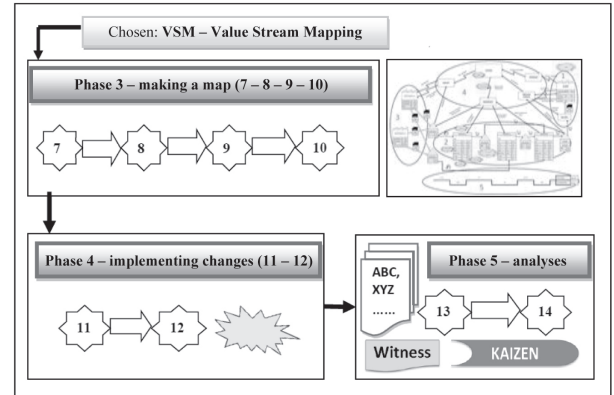 Chosen: VSM – Value Stream Mapping
Phase 3 – making a map (7 – 8 – 9 – 10)
7
8
9
10
Phase 4 – implementing changes (11 – 12)
11
12
Phase 5 – analyses
ABC,
XYZ
......
13
14
Witness
KAIZEN